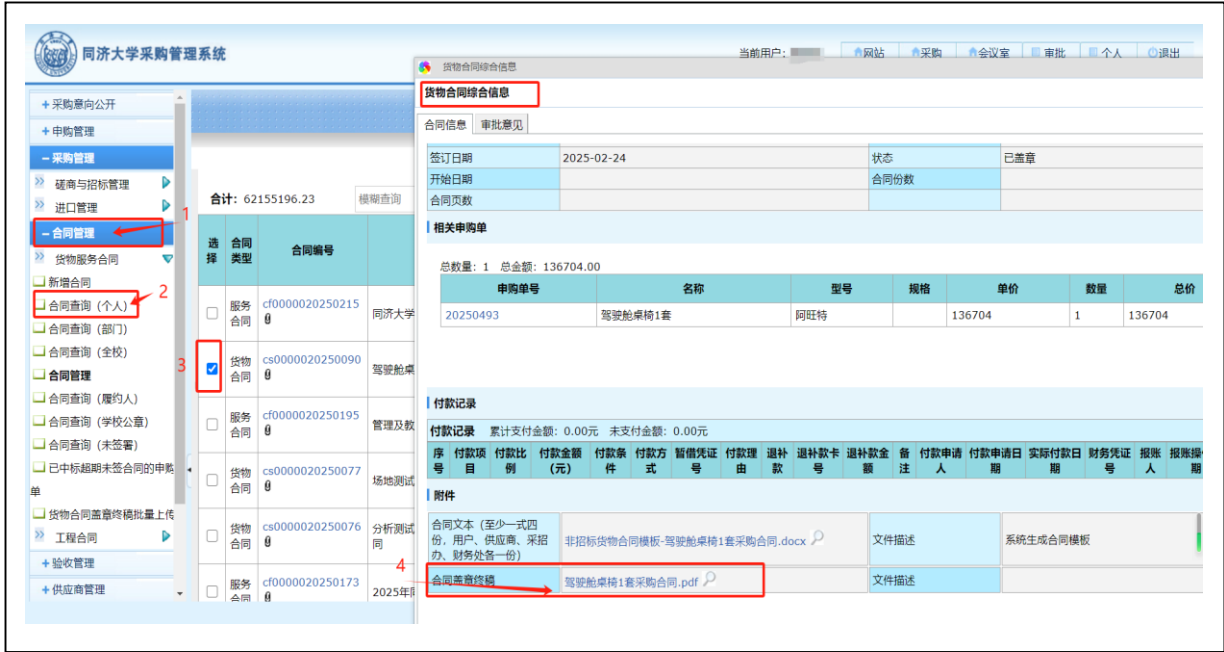 同济大学采购管理系统
当前用户:
网站 采购 会议室 审批 个人 退出
货物合同综合信息
货物合同综合信息
合同信息 审批意见
+采购意向公开
+申购管理
-采购管理
磋商与招标管理
进口管理
1
-合同管理
货物服务合同
新增合同
2
合同查询（个人）
合同查询（部门）
合同查询（全校）
合同管理
合同查询（履约人）
合同查询（学校公章）
合同查询（未签署）
已中标超期未签合同的申购
单
货物合同盖章终稿批量上传
工程合同
+验收管理
+供应商管理
合计：62155196.23 模糊查询
选择 合同类型 合同编号
服务合同 cf0000020250215 同济大学
3
货物合同 cs0000020250090 驾驶舱桌
服务合同 cf0000020250195 管理及教
货物合同 cs0000020250077 场地测试
货物合同 cs0000020250076 分析测试
同
服务合同 cf0000020250173 2025年
签订日期 2025-02-24 状态 已盖章
开始日期 合同份数
合同页数
相关申购单
总数量：1 总金额：136704.00
申购单号 名称 型号 规格 单价 数量 总价
20250493 驾驶舱桌椅1套 阿旺特 136704 1 136704
付款记录
付款记录 累计支付金额：0.00元 未支付金额：0.00元
序号 付款项目 付款比例 付款金额（元） 付款条件 付款方式 暂借凭证号 付款理由 退补款 退补款卡号 退补款金额 备注 付款申请人 付款申请日期 实际付款日期 财务凭证号 报账人 报账操期
附件
合同文本（至少一式四
份，用户、供应商、采招
办、财务处各一份）
非招标货物合同模板-驾驶舱桌椅1套采购合同.docx 文件描述 系统生成合同模板
4
合同盖章终稿 驾驶舱桌椅1套采购合同.pdf 文件描述